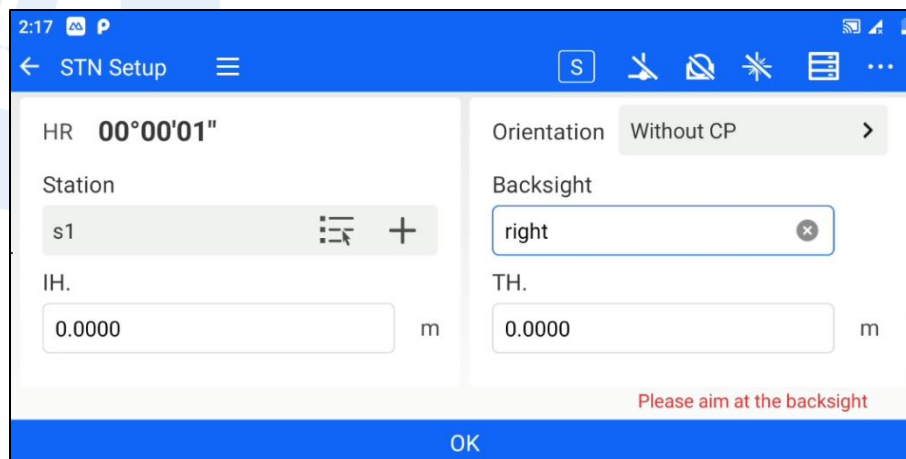 2:17
STN Setup
S
HR 00°00'01"
Station
s1
IH.
0.0000 m
Orientation Without CP
Backsight
right
TH.
0.0000 m
Please aim at the backsight
OK